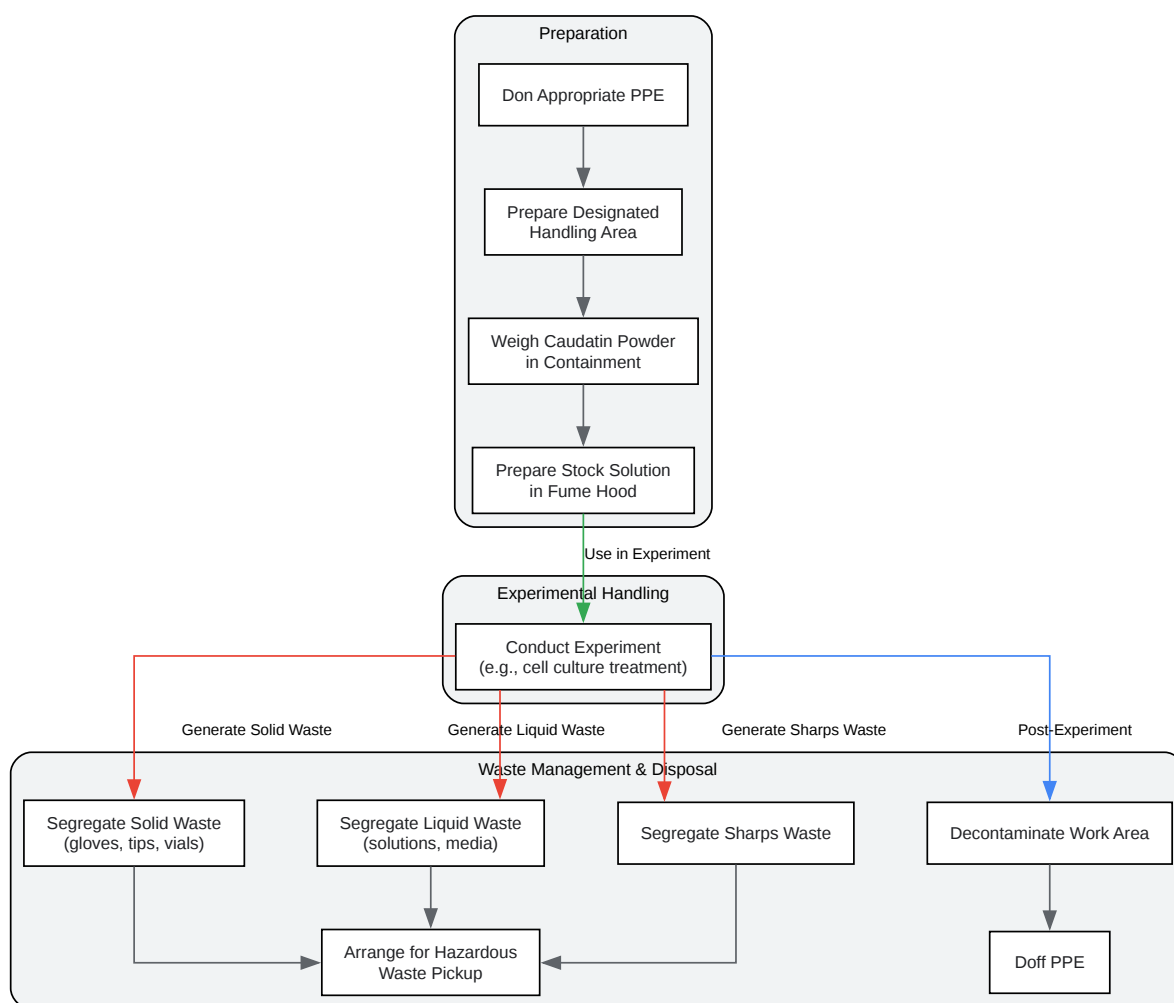 Preparation
Don Appropriate PPE
Prepare Designated
Handling Area
Weigh Caudatin Powder
in Containment
Prepare Stock Solution
in Fume Hood
Use in Experiment
Experimental Handling
Conduct Experiment
(e.g., cell culture treatment)
Generate Solid Waste
Generate Liquid Waste
Generate Sharps Waste
Post-Experiment
Waste Management & Disposal
Segregate Solid Waste
(gloves, tips, vials)
Segregate Liquid Waste
(solutions, media)
Segregate Sharps Waste
Decontaminate Work Area
Arrange for Hazardous
Waste Pickup
Doff PPE